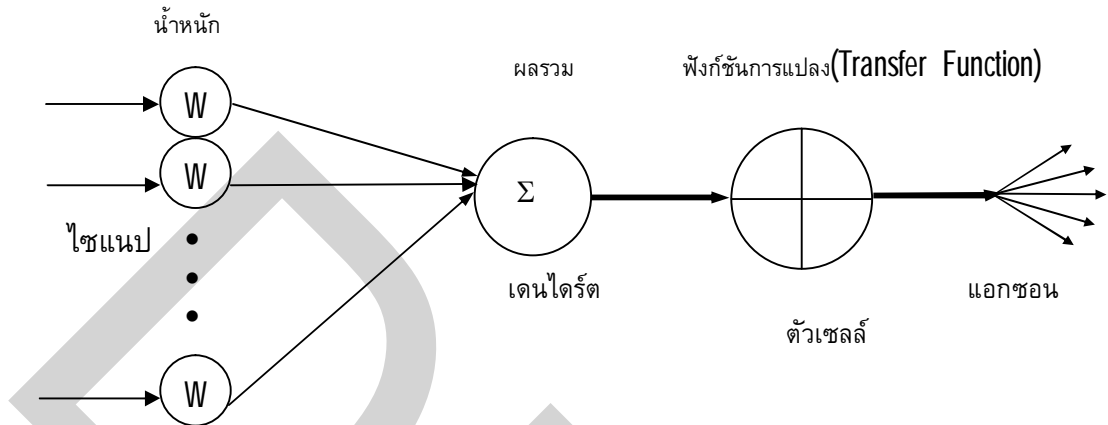 น้ำหนัก
ผลรวม
ฟังก์ชันการแปลง(Transfer Function)
W
W
Σ
ไซแนป
เดนไดร์ต
แอกซอน
ตัวเซลล์
W